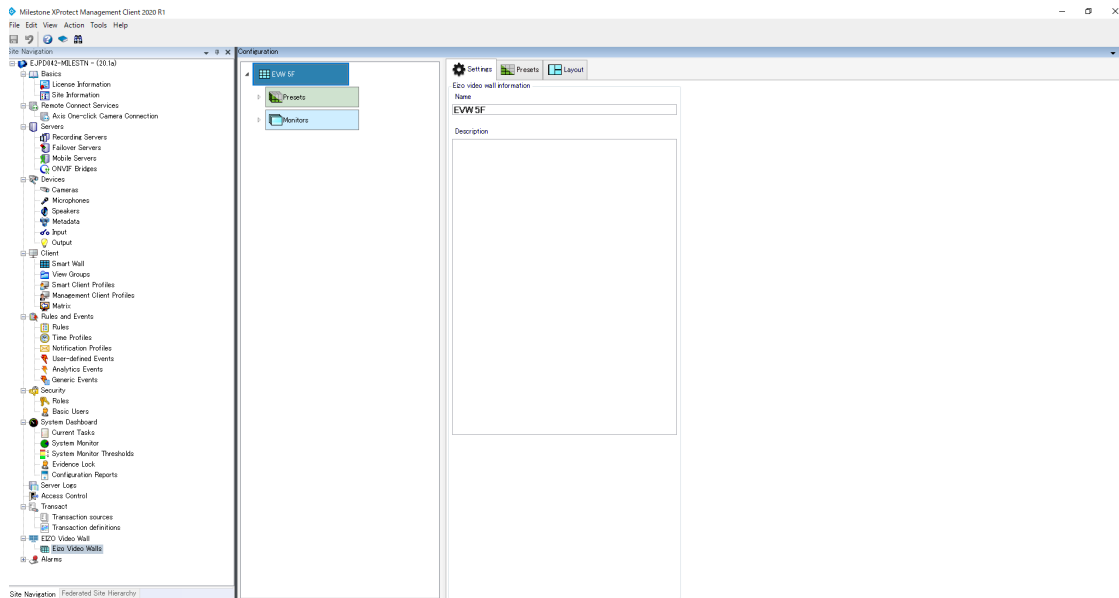 Milestone XProtect Management Client 2020 R1
File Edit View Action Tools Help
Site Navigation
Configuration
EJPD042-MILESTN - (20.1a)
Basics
License Information
Site Information
Remote Connect Services
Axis One-click Camera Connection
Servers
Recording Servers
Failover Servers
Mobile Servers
ONVIF Bridges
Devices
Cameras
Microphones
Speakers
Metadata
Input
Output
Client
Smart Wall
View Groups
Smart Client Profiles
Management Client Profiles
Matrix
Rules and Events
Rules
Time Profiles
Notification Profiles
User-defined Events
Analytics Events
Generic Events
Security
Roles
Basic Users
System Dashboard
Current Tasks
System Monitor
System Monitor Thresholds
Evidence Lock
Configuration Reports
Server Logs
Access Control
Transact
Transaction sources
Transaction definitions
EIZO Video Wall
Eizo Video Walls
Alarms
Site Navigation Federated Site Hierarchy
EVW 5F
Presets
Monitors
Settings Presets Layout
Eizo video wall information
Name
EVW 5F
Description